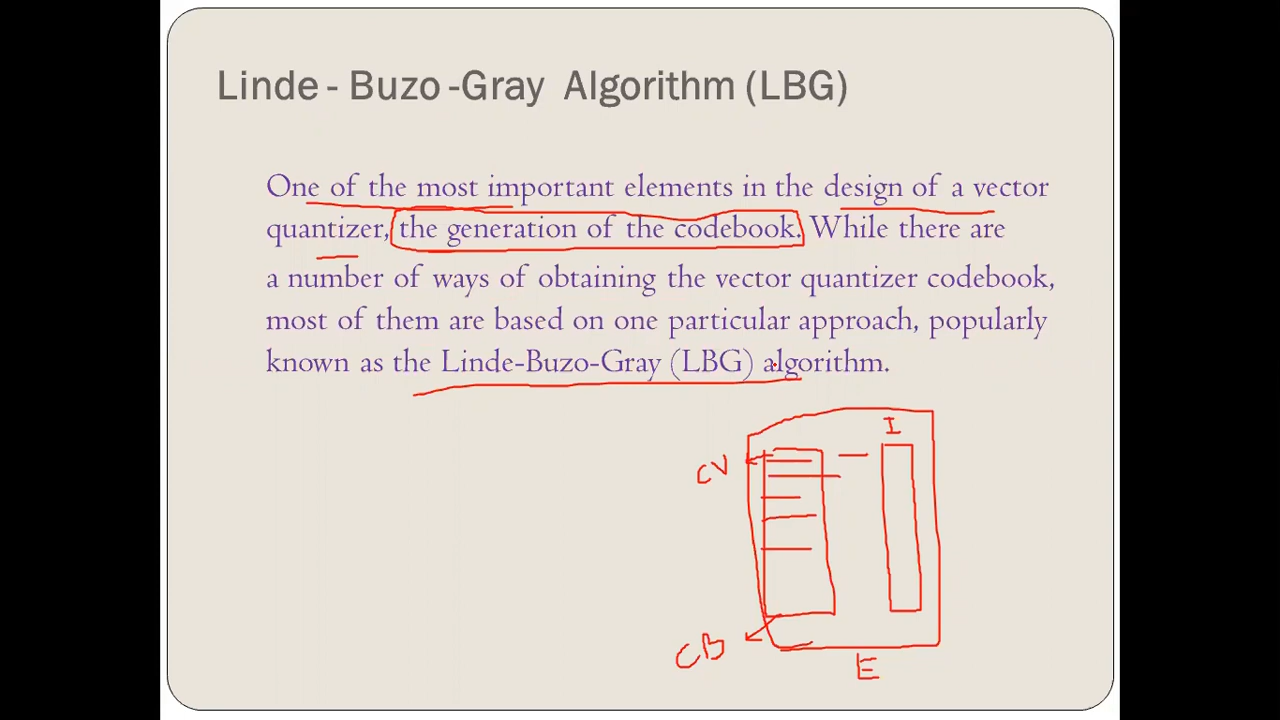 Linde - Buzo -Gray Algorithm (LBG)
One of the most important elements in the design of a vector
quantizer, the generation of the codebook. While there are
a number of ways of obtaining the vector quantizer codebook,
most of them are based on one particular approach, popularly
known as the Linde-Buzo-Gray (LBG) algorithm.
I
CV
CB
E